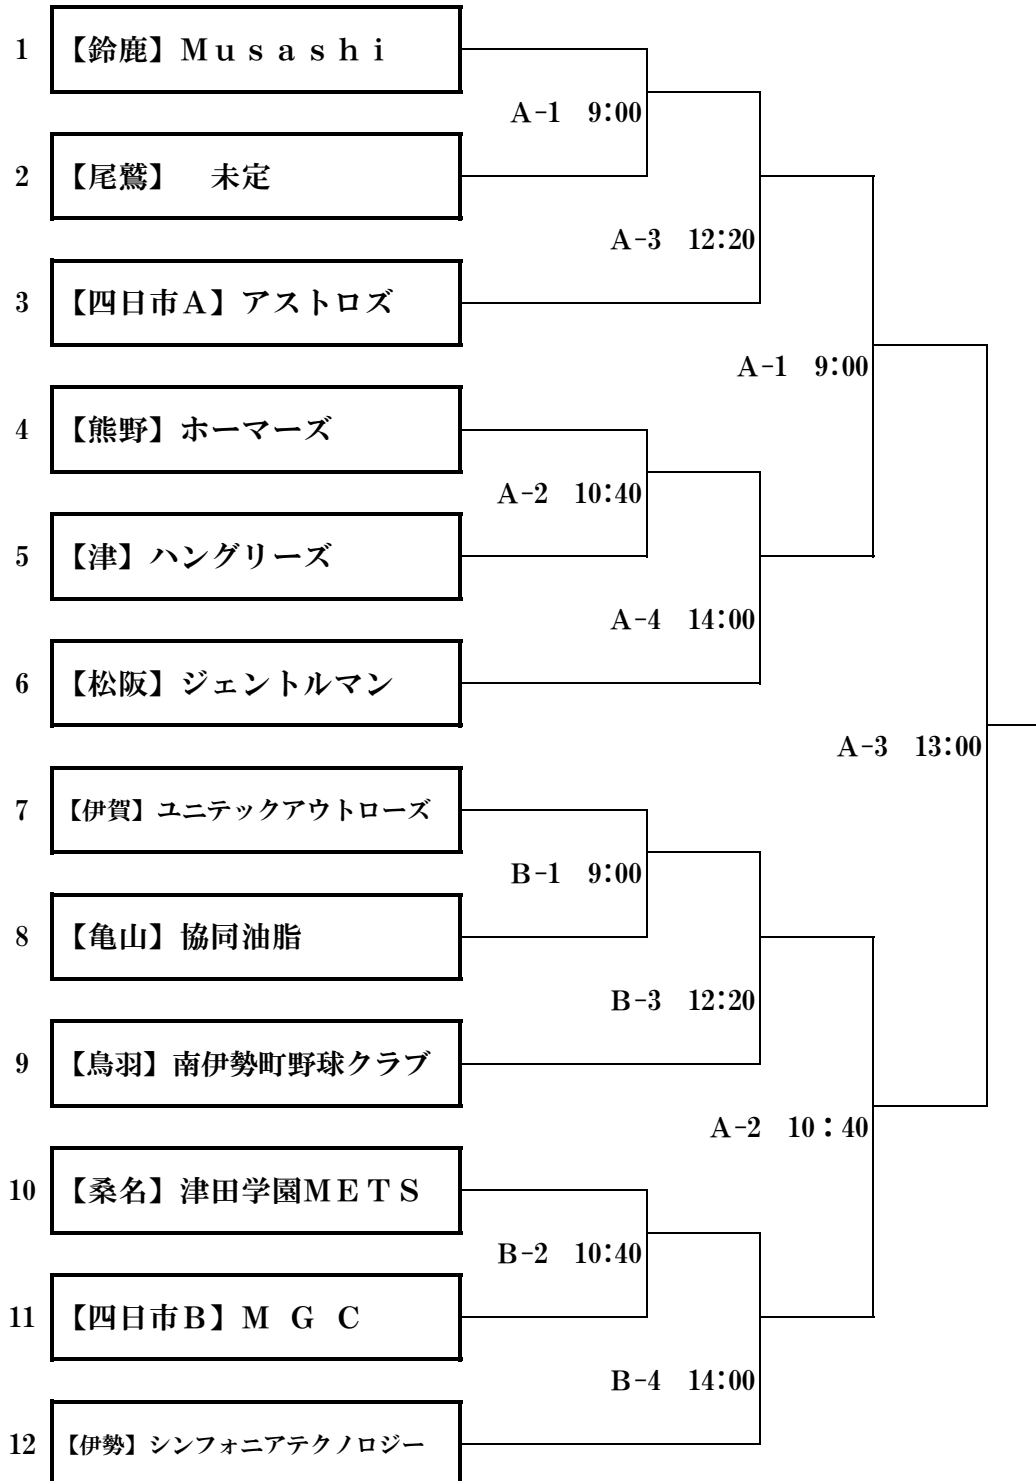 1 【鈴鹿】Ｍｕｓａｓｈｉ
A-1 9:00
2 【尾鷲】 未定
A-3 12:20
3 【四日市Ａ】アストロズ
A-1 9:00
4 【熊野】ホーマーズ
A-2 10:40
5 【津】ハングリーズ
A-4 14:00
6 【松阪】ジェントルマン
A-3 13:00
7 【伊賀】ユニテックアウトローズ
B-1 9:00
8 【亀山】協同油脂
B-3 12:20
9 【鳥羽】南伊勢町野球クラブ
A-2 10：40
10 【桑名】津田学園ＭＥＴＳ
B-2 10:40
11 【四日市Ｂ】Ｍ Ｇ Ｃ
B-4 14:00
12 【伊勢】シンフォニアテクノロジー